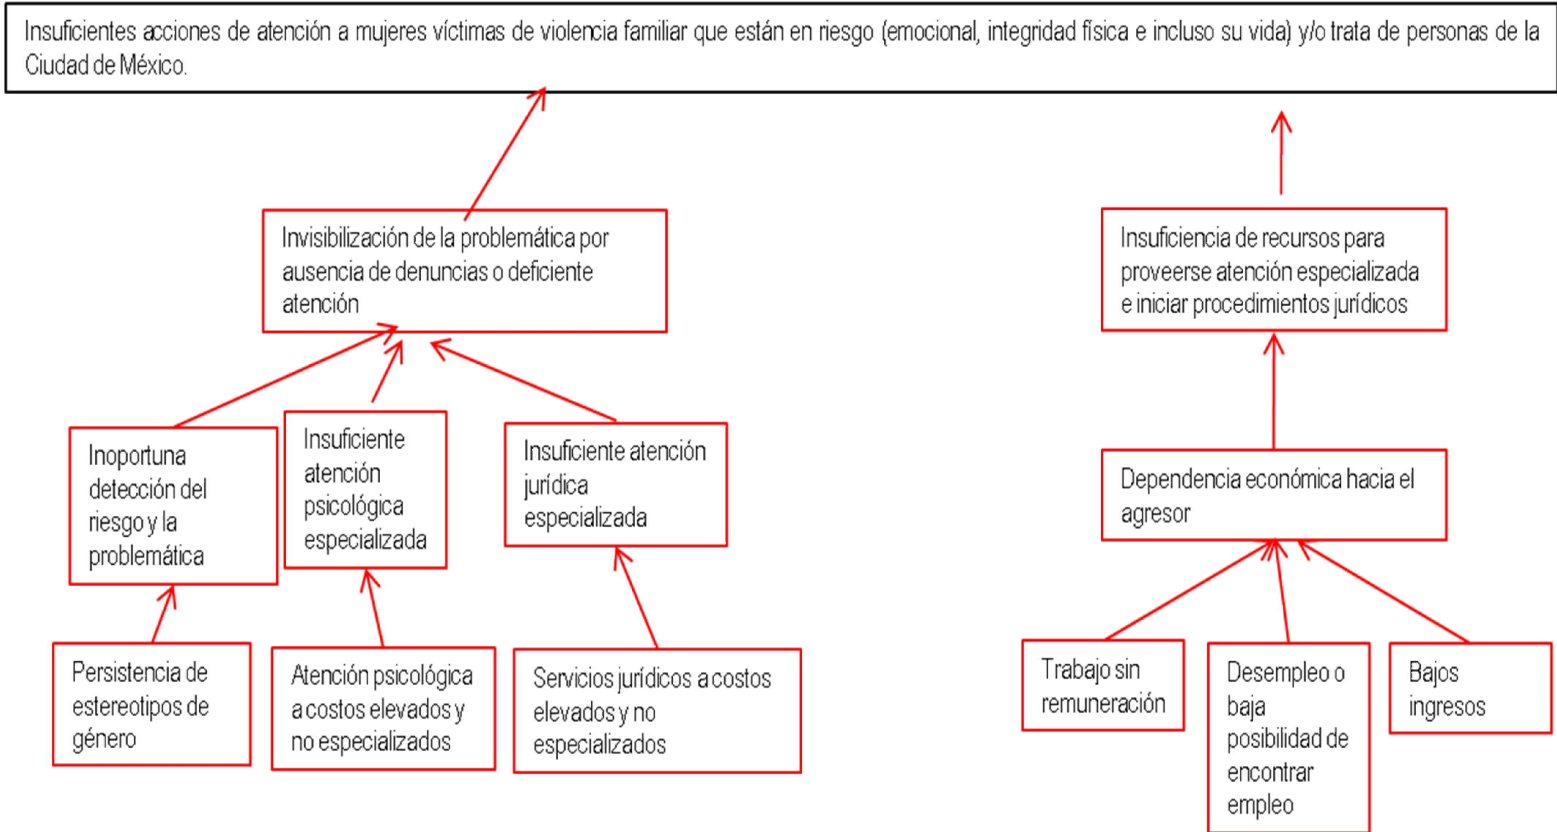 Insuficientes acciones de atención a mujeres víctimas de violencia familiar que están en riesgo (emocional, integridad física e incluso su vida) y/o trata de personas de la
Ciudad de México.
Invisibilización de la problemática por
ausencia de denuncias o deficiente
atención
Insuficiencia de recursos para
proveerse atención especializada
e iniciar procedimientos jurídicos
Inoportuna
detección del
riesgo y la
problemática
Insuficiente
atención
psicológica
especializada
Insuficiente atención
jurídica
especializada
Dependencia económica hacia el
agresor
Persistencia de
estereotipos de
género
Atención psicológica
a costos elevados y
no especializados
Servicios jurídicos a costos
elevados y no
especializados
Trabajo sin
remuneración
Desempleo o
baja
posibilidad de
encontrar
empleo
Bajos
ingresos